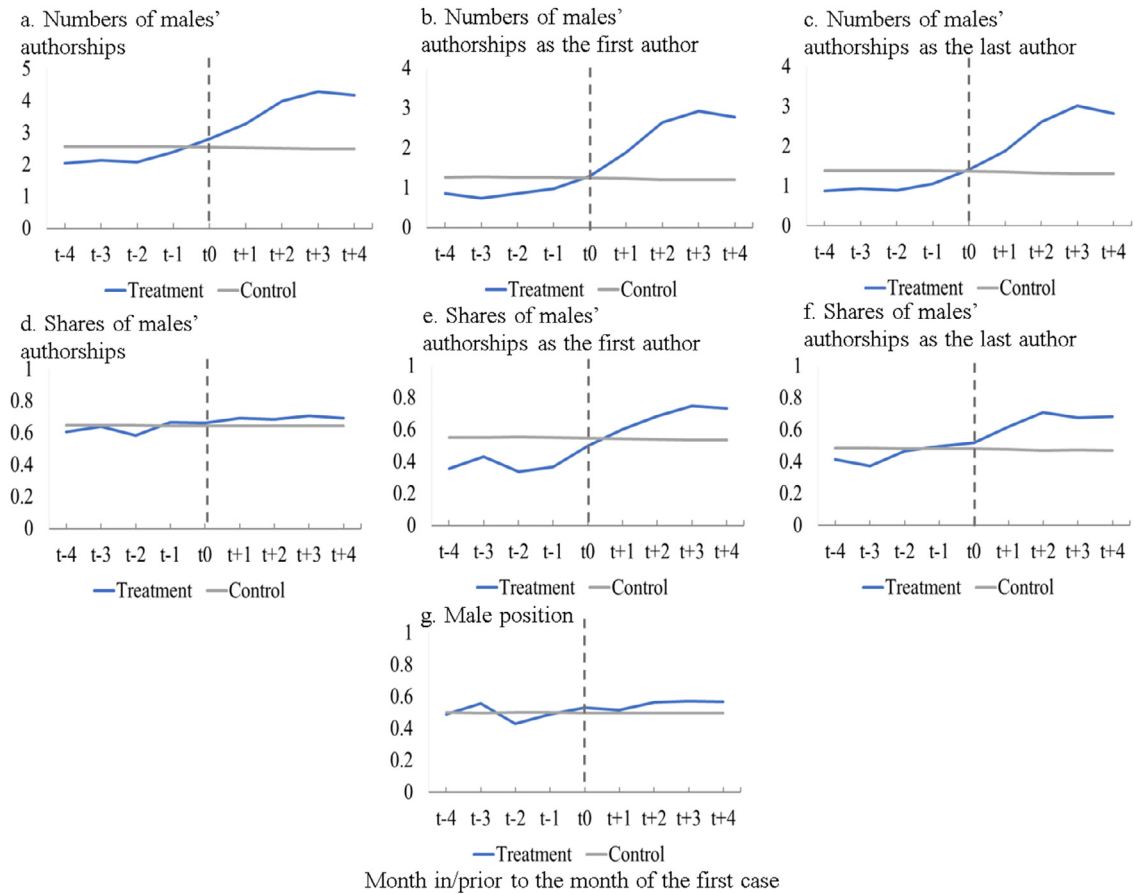 a. Numbers of males’
authorships
5
4
3
2
1
0
t-4 t-3 t-2 t-1 t0 t+1 t+2 t+3 t+4
Treatment Control
b. Numbers of males’
authorships as the first author
4
3
2
1
0
t-4 t-3 t-2 t-1 t0 t+1 t+2 t+3 t+4
Treatment Control
c. Numbers of males’
authorships as the last author
4
3
2
1
0
t-4 t-3 t-2 t-1 t0 t+1 t+2 t+3 t+4
Treatment Control
d. Shares of males’
authorships
1
0.8
0.6
0.4
0.2
0
t-4 t-3 t-2 t-1 t0 t+1 t+2 t+3 t+4
Treatment Control
e. Shares of males’
authorships as the first author
1
0.8
0.6
0.4
0.2
0
t-4 t-3 t-2 t-1 t0 t+1 t+2 t+3 t+4
Treatment Control
f. Shares of males’
authorships as the last author
1
0.8
0.6
0.4
0.2
0
t-4 t-3 t-2 t-1 t0 t+1 t+2 t+3 t+4
Treatment Control
g. Male position
1
0.8
0.6
0.4
0.2
0
t-4 t-3 t-2 t-1 t0 t+1 t+2 t+3 t+4
Treatment Control
Month in/prior to the month of the first case